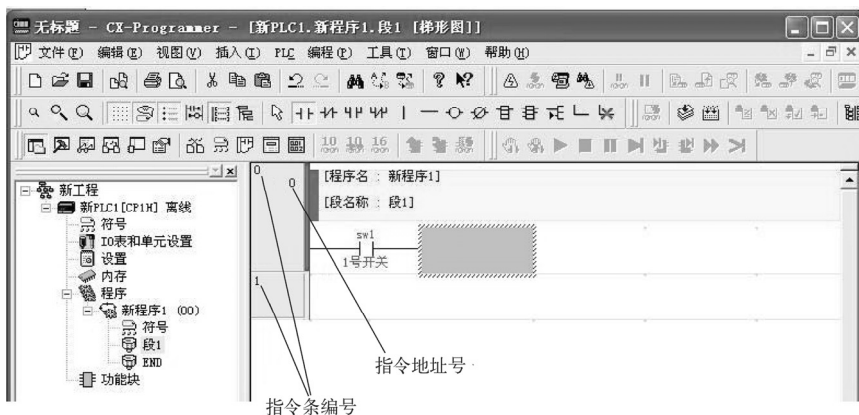 无标题 - CX-Programmer - [新PLC1.新程序1.段1 [梯形图]]
文件(F) 编辑(E) 视图(V) 插入(I) PLC 编程(P) 工具(T) 窗口(W) 帮助(H)
10 10 16
新工程
新PLC1[CP1H] 离线
符号
IO表和单元设置
设置
内存
程序
新程序1 (00)
符号
段1
END
功能块
0
0
[程序名 : 新程序1]
[段名称 : 段1]
sw1
1号开关
1
指令地址号
指令条编号